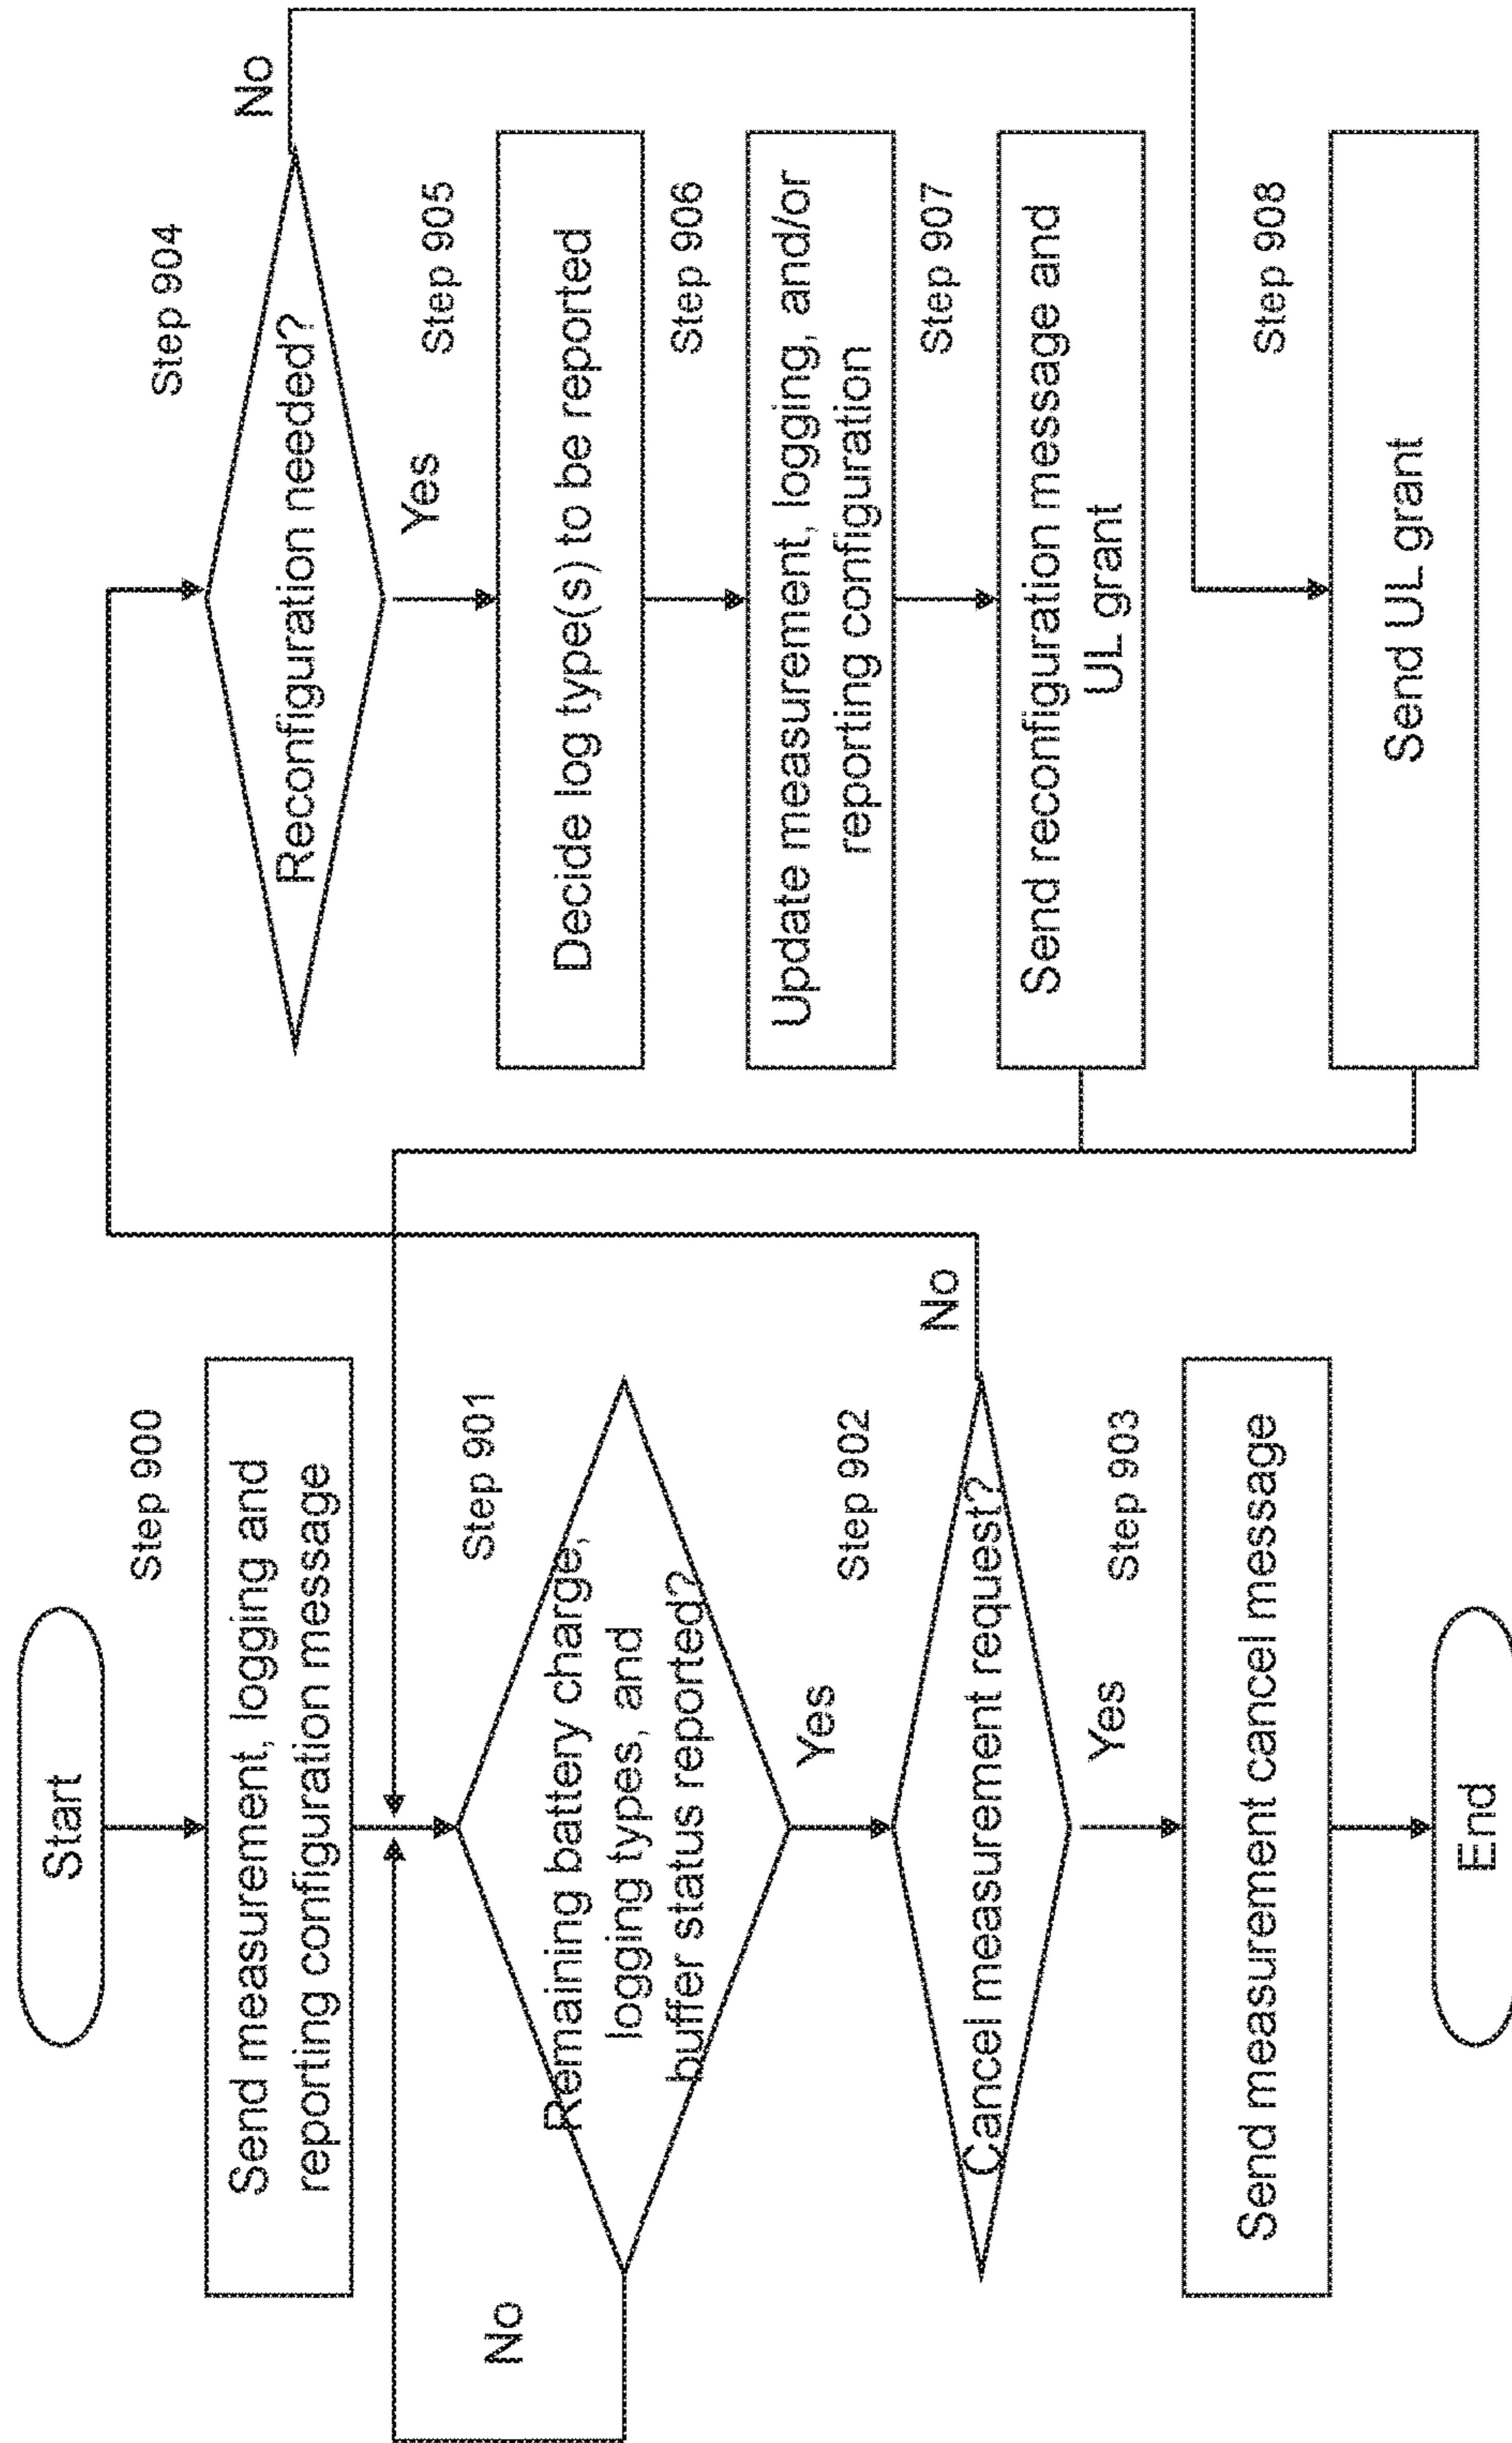 Start
Step 900
Send measurement, logging and
reporting configuration message
Step 901
Remaining battery charge,
logging types, and
buffer status reported?
No
Yes
Step 902
Cancel measurement request?
No
Yes
Step 903
Send measurement cancel message
End
Step 904
Reconfiguration needed?
No
Yes
Step 905
Decide log type(s) to be reported
Step 906
Update measurement, logging, and/or
reporting configuration
Step 907
Send reconfiguration message and
UL grant
Step 908
Send UL grant